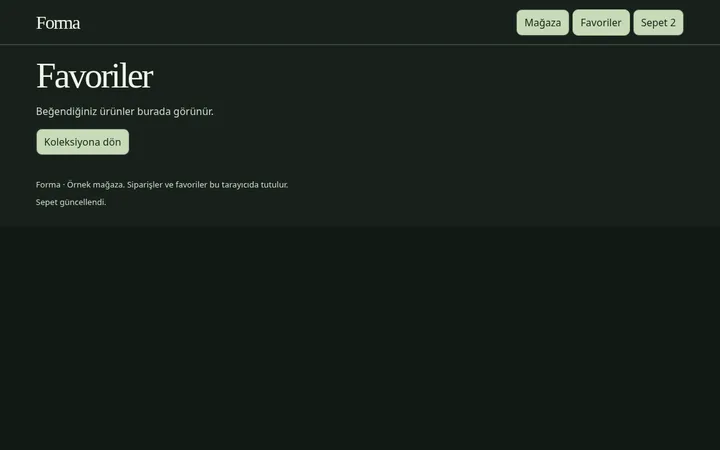 Forma
Mağaza
Favoriler
Sepet 2
Favoriler
Beğendiğiniz ürünler burada görünür.
Koleksiyona dön
Forma · Örnek mağaza. Siparişler ve favoriler bu tarayıcıda tutulur.
Sepet güncellendi.